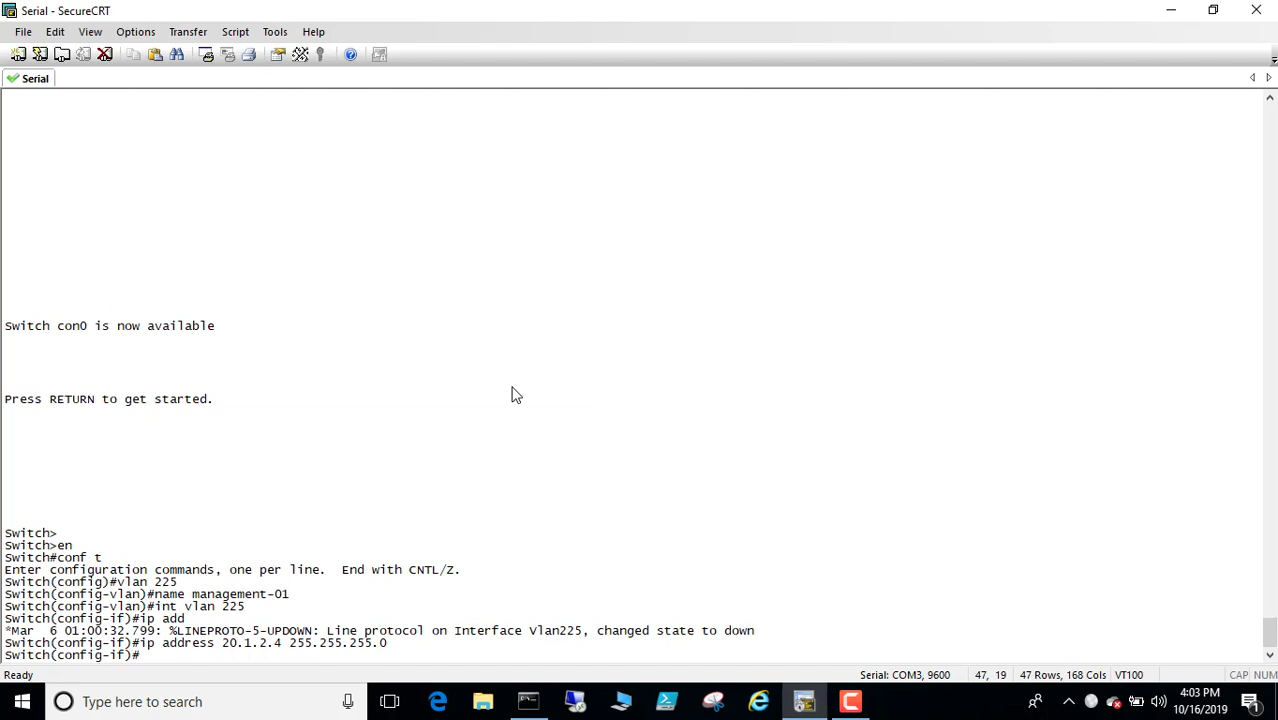 Serial - SecureCRT
File Edit View Options Transfer Script Tools Help
Serial
Switch con0 is now available
Press RETURN to get started.
Switch>
Switch>en
Switch#conf t
Enter configuration commands, one per line.  End with CNTL/Z.
Switch(config)#vlan 225
Switch(config-vlan)#name management-01
Switch(config-vlan)#int vlan 225
Switch(config-if)#ip add
*Mar  6 01:00:32.799: %LINEPROTO-5-UPDOWN: Line protocol on Interface Vlan225, changed state to down
Switch(config-if)#ip address 20.1.2.4 255.255.255.0
Switch(config-if)#
Ready Serial: COM3, 9600 47, 19 47 Rows, 168 Cols VT100 CAP NUM
Type here to search
4:03 PM
10/16/2019
1